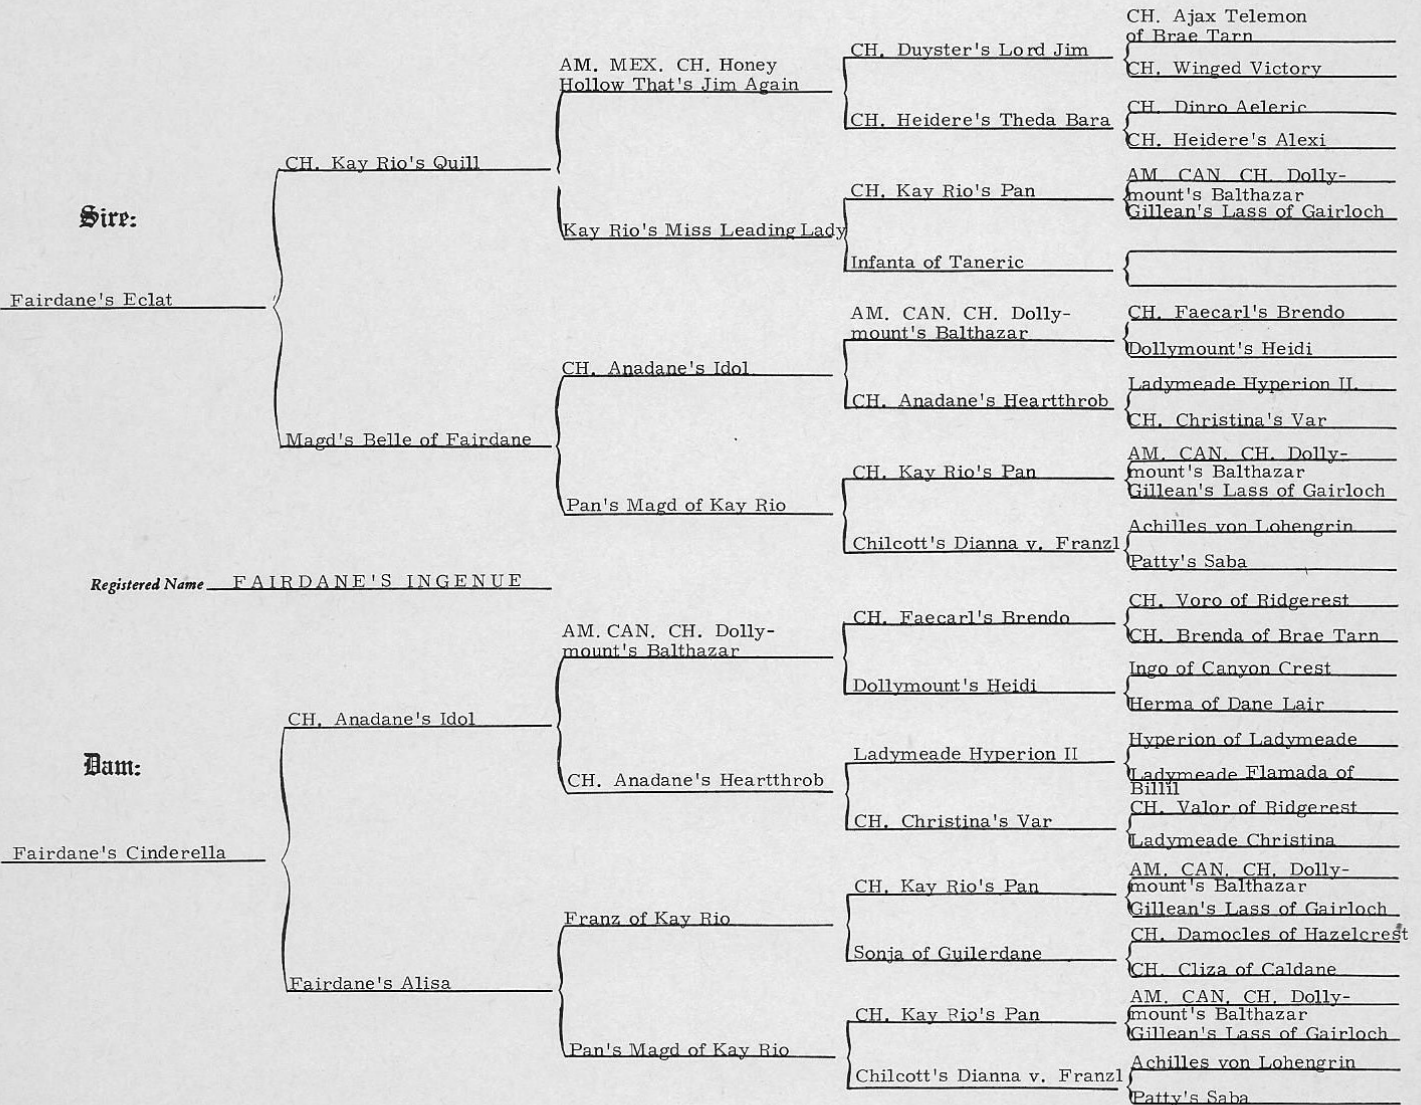 CH. Ajax Telemon
of Brae Tarn
CH. Duyster's Lord Jim
AM. MEX. CH. Honey
Hollow That's Jim Again
CH. Winged Victory
CH. Dinro Aeleric
CH. Heidere's Theda Bara
CH. Heidere's Alexi
CH. Kay Rio's Quill
AM. CAN. CH. Dolly-
mount's Balthazar
CH. Kay Rio's Pan
Gillean's Lass of Gairloch
Sire:
Kay Rio's Miss Leading Lady
Infanta of Taneric
Fairdane's Eclat
AM. CAN. CH. Dolly-
mount's Balthazar
CH. Faecarl's Brendo
Dollymount's Heidi
CH. Anadane's Idol
Ladymeade Hyperion II.
CH. Anadane's Heartthrob
CH. Christina's Var
Magd's Belle of Fairdane
AM. CAN. CH. Dolly-
mount's Balthazar
CH. Kay Rio's Pan
Gillean's Lass of Gairloch
Pan's Magd of Kay Rio
Achilles von Lohengrin
Chilcott's Dianna v. Franzl
Patty's Saba
Registered Name FAIRDANE'S INGENUE
CH. Voro of Ridgerest
CH. Faecarl's Brendo
AM. CAN. CH. Dolly-
mount's Balthazar
CH. Brenda of Brae Tarn
Ingo of Canyon Crest
Dollymount's Heidi
Herma of Dane Lair
CH. Anadane's Idol
Hyperion of Ladymeade
Ladymeade Hyperion II
Dam:
Ladymeade Flamada of
Billil
CH. Anadane's Heartthrob
CH. Valor of Ridgerest
CH. Christina's Var
Ladymeade Christina
Fairdane's Cinderella
AM. CAN. CH. Dolly-
mount's Balthazar
CH. Kay Rio's Pan
Gillean's Lass of Gairloch
Franz of Kay Rio
CH. Damocles of Hazelcrest
Sonja of Guilerdane
CH. Cliza of Caldane
Fairdane's Alisa
AM. CAN. CH. Dolly-
mount's Balthazar
CH. Kay Rio's Pan
Gillean's Lass of Gairloch
Pan's Magd of Kay Rio
Achilles von Lohengrin
Chilcott's Dianna v. Franzl
Patty's Saba